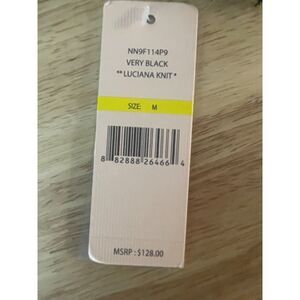 NN9F114P9
VERY BLACK
** LUCIANA KNIT *
SIZE: M
8 82888 26466 4
MSRP : $128.00